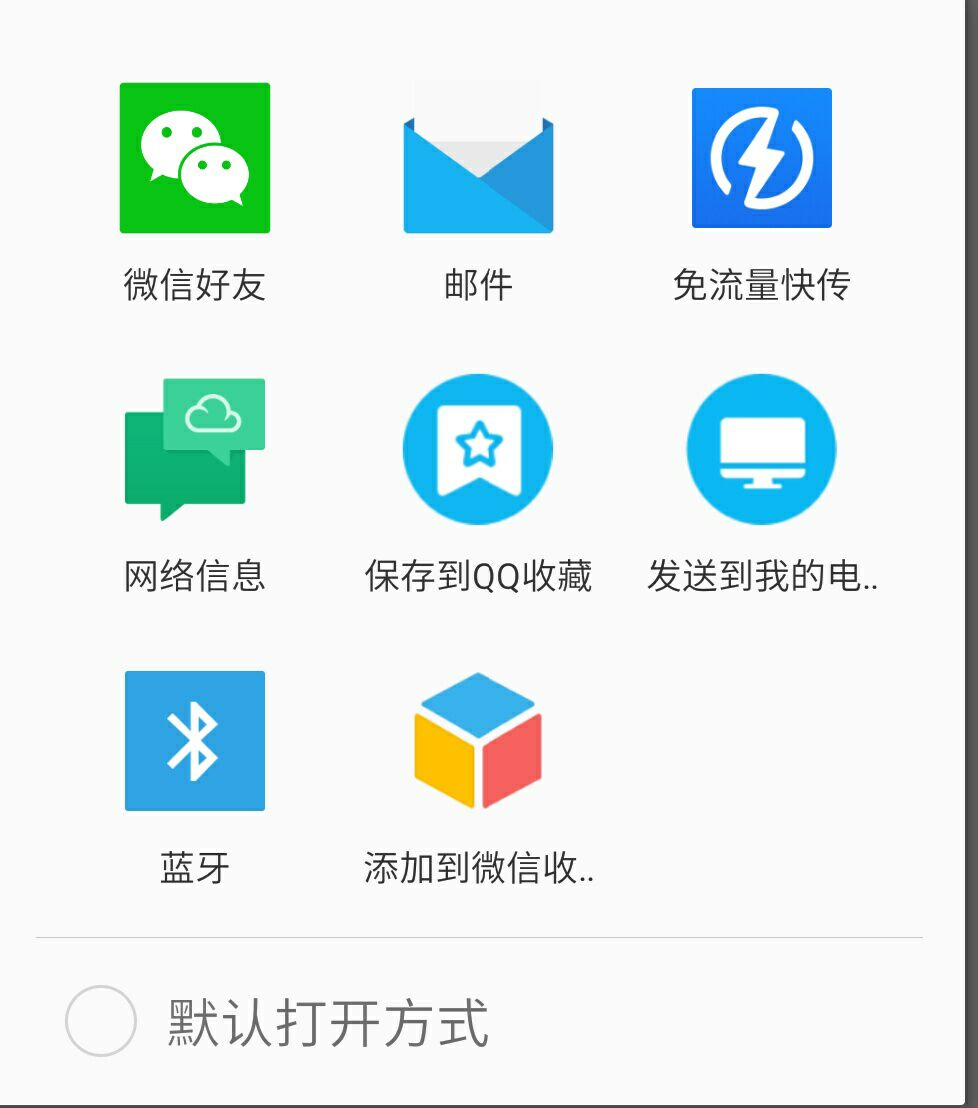 微信好友
邮件
免流量快传
网络信息
保存到QQ收藏
发送到我的电..
蓝牙
添加到微信收..
默认打开方式